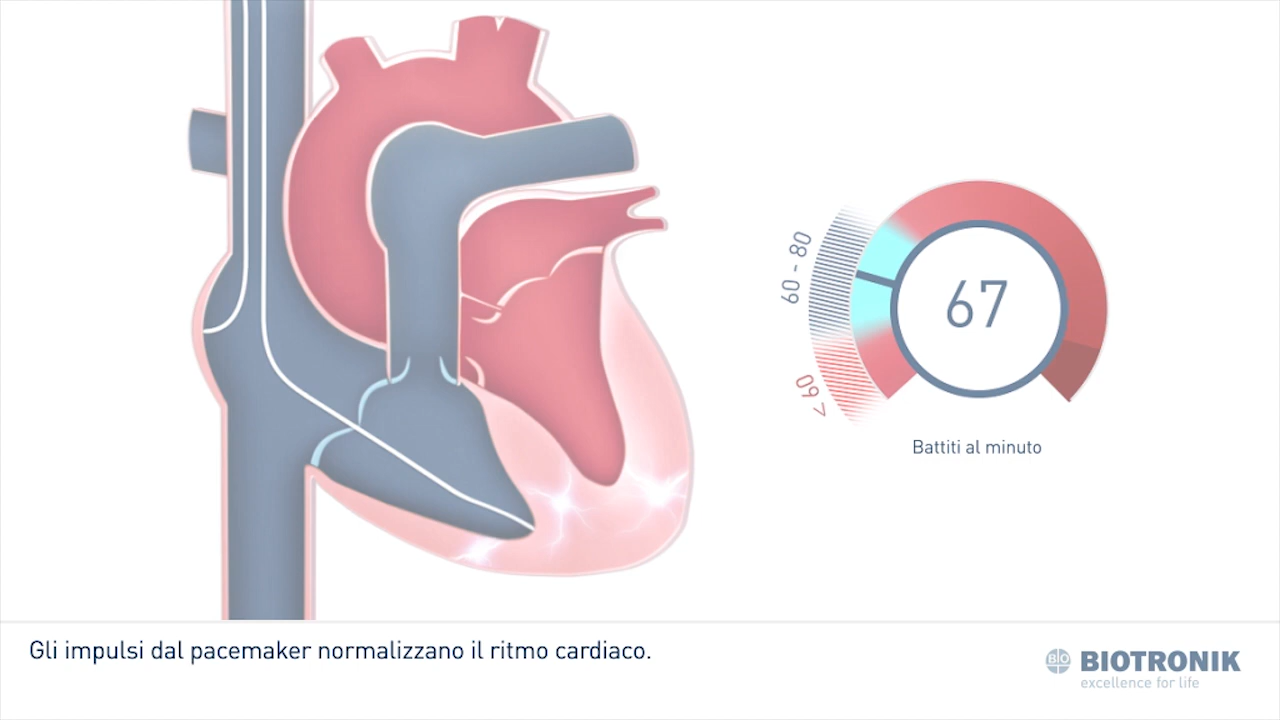 60 - 80
67
< 60
Battiti al minuto
Gli impulsi dal pacemaker normalizzano il ritmo cardiaco.
BIO BIOTRONIK
excellence for life